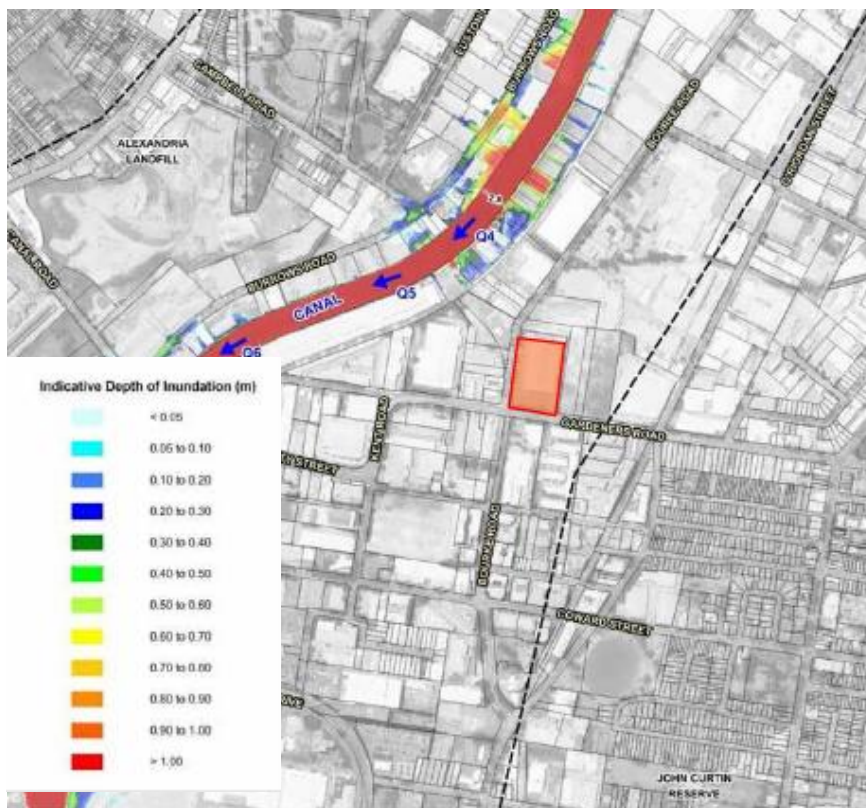 CAMPBELL ROAD
BURROWS ROAD
BOURKE ROAD
O'RIORDAN STREET
ALEXANDRIA
LANDFILL
CANAL ROAD
BURROWS ROAD
CANAL
Q4
Q5
Q6
KENT ROAD
GARDENERS ROAD
STREET
BOURKE ROAD
COWARD STREET
JOHN CURTIN
RESERVE
Indicative Depth of Inundation (m)
< 0.05
0.05 to 0.10
0.10 to 0.20
0.20 to 0.30
0.30 to 0.40
0.40 to 0.50
0.50 to 0.60
0.60 to 0.70
0.70 to 0.80
0.80 to 0.90
0.90 to 1.00
> 1.00